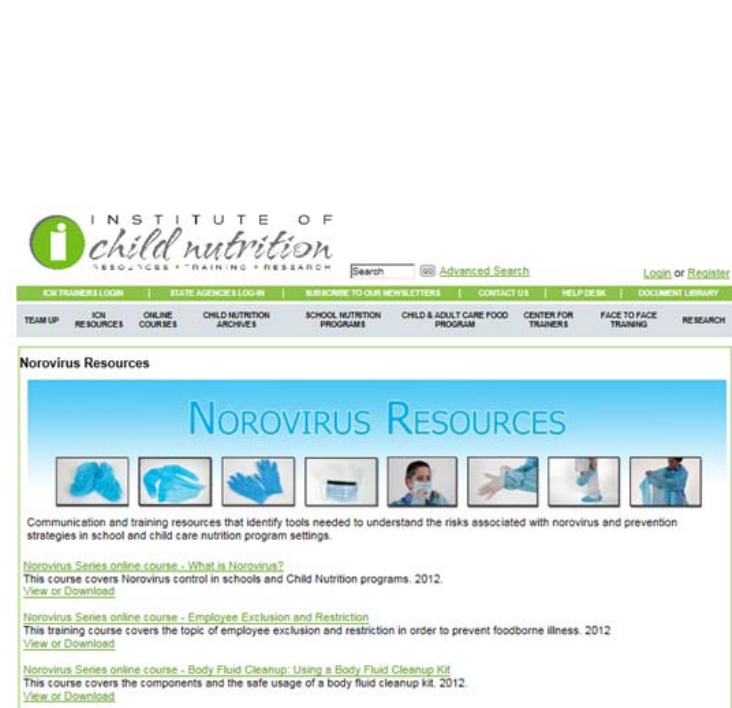 INSTITUTE OF
child nutrition
RESOURCES • TRAINING • RESEARCH
Search GO Advanced Search Login or Register
ICN TRAINERS LOGIN | STATE AGENCIES LOG-IN | SUBSCRIBE TO OUR NEWSLETTERS | CONTACT US | HELP DESK | DOCUMENT LIBRARY
TEAM UP ICN RESOURCES ONLINE COURSES CHILD NUTRITION ARCHIVES SCHOOL NUTRITION PROGRAMS CHILD & ADULT CARE FOOD PROGRAM CENTER FOR TRAINERS FACE TO FACE TRAINING RESEARCH
Norovirus Resources
NOROVIRUS RESOURCES
Communication and training resources that identify tools needed to understand the risks associated with norovirus and prevention
strategies in school and child care nutrition program settings.
Norovirus Series online course - What is Norovirus?
This course covers Norovirus control in schools and Child Nutrition programs. 2012.
View or Download
Norovirus Series online course - Employee Exclusion and Restriction
This training course covers the topic of employee exclusion and restriction in order to prevent foodborne illness. 2012
View or Download
Norovirus Series online course - Body Fluid Cleanup: Using a Body Fluid Cleanup Kit
This course covers the components and the safe usage of a body fluid cleanup kit. 2012.
View or Download